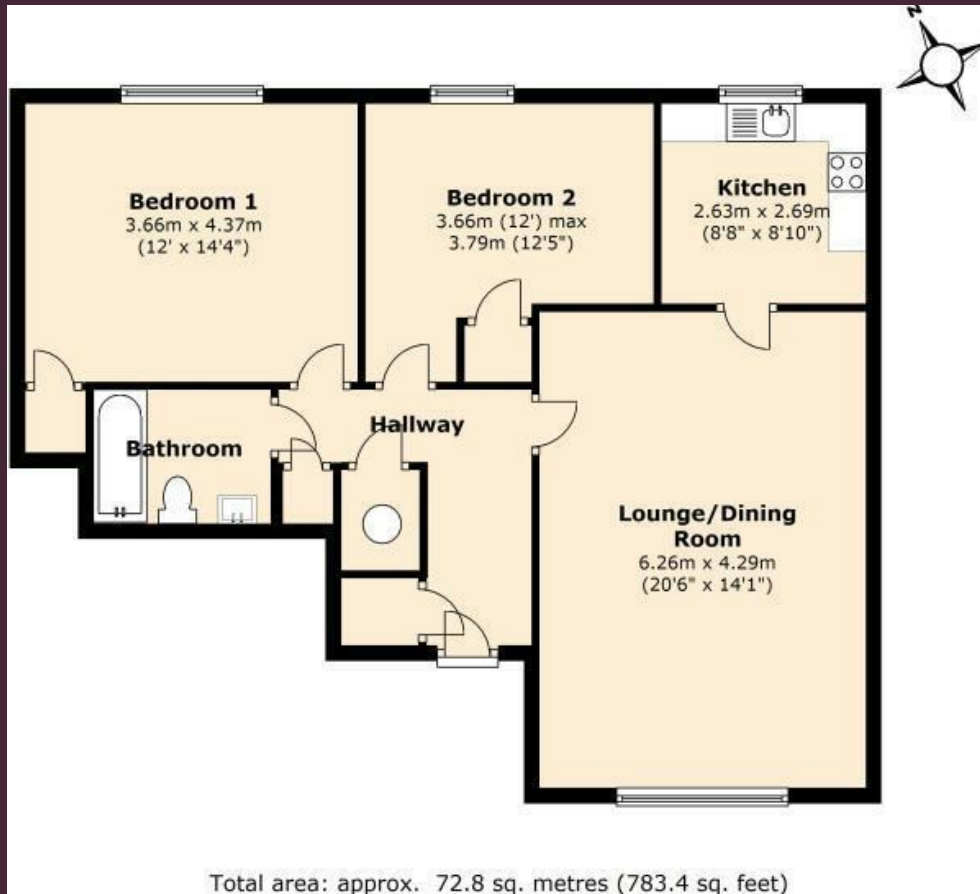 N
Bedroom 1
3.66m x 4.37m
(12' x 14'4")
Bedroom 2
3.66m (12') max
3.79m (12'5")
Kitchen
2.63m x 2.69m
(8'8" x 8'10")
Bathroom
Hallway
Lounge/Dining
Room
6.26m x 4.29m
(20'6" x 14'1")
Total area: approx. 72.8 sq. metres (783.4 sq. feet)